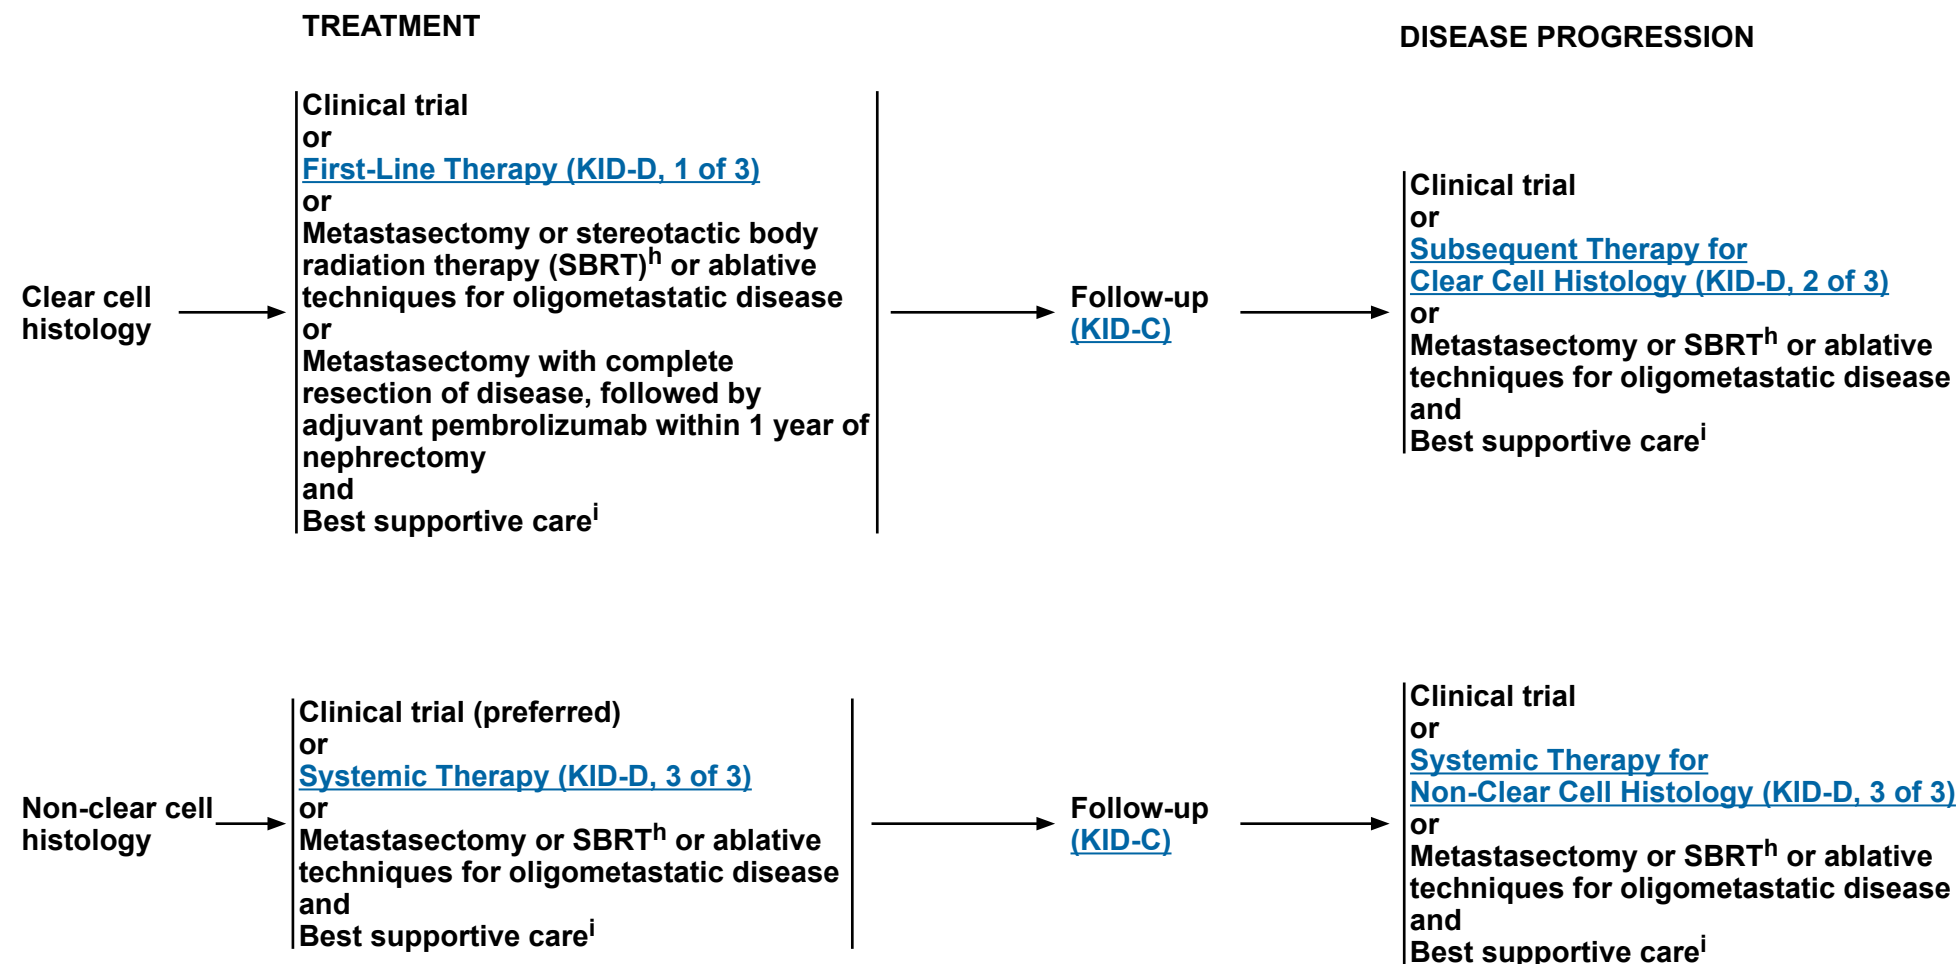 TREATMENT
DISEASE PROGRESSION
Clear cell
histology
Clinical trial
or
First-Line Therapy (KID-D, 1 of 3)
or
Metastasectomy or stereotactic body
radiation therapy (SBRT)h or ablative
techniques for oligometastatic disease
or
Metastasectomy with complete
resection of disease, followed by
adjuvant pembrolizumab within 1 year of
nephrectomy
and
Best supportive carei
Follow-up
(KID-C)
Clinical trial
or
Subsequent Therapy for
Clear Cell Histology (KID-D, 2 of 3)
or
Metastasectomy or SBRTh or ablative
techniques for oligometastatic disease
and
Best supportive carei
Non-clear cell
histology
Clinical trial (preferred)
or
Systemic Therapy (KID-D, 3 of 3)
or
Metastasectomy or SBRTh or ablative
techniques for oligometastatic disease
and
Best supportive carei
Follow-up
(KID-C)
Clinical trial
or
Systemic Therapy for
Non-Clear Cell Histology (KID-D, 3 of 3)
or
Metastasectomy or SBRTh or ablative
techniques for oligometastatic disease
and
Best supportive carei